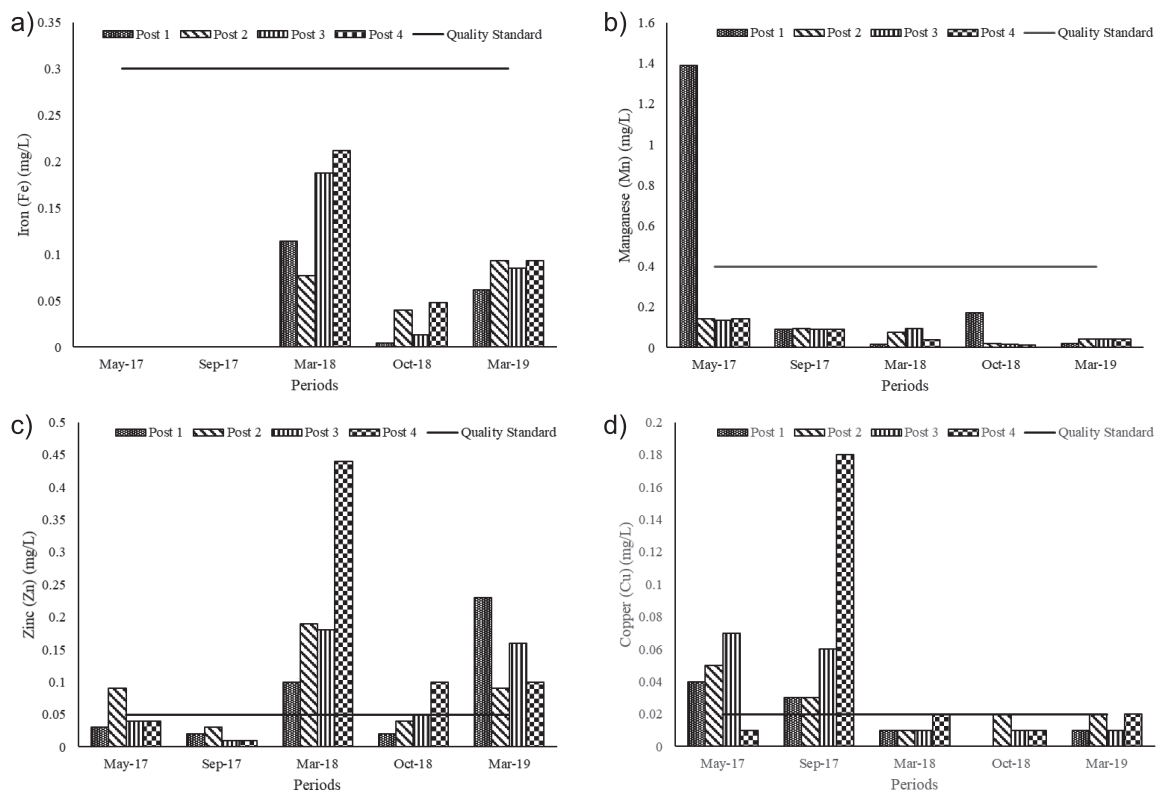 a)
Post 1 Post 2 Post 3 Post 4 Quality Standard
Iron (Fe) (mg/L)
0.35
0.3
0.25
0.2
0.15
0.1
0.05
0
May-17 Sep-17 Mar-18 Oct-18 Mar-19
Periods
b)
Post 1 Post 2 Post 3 Post 4 Quality Standard
Manganese (Mn) (mg/L)
1.6
1.4
1.2
1
0.8
0.6
0.4
0.2
0
May-17 Sep-17 Mar-18 Oct-18 Mar-19
Periods
c)
Post 1 Post 2 Post 3 Post 4 Quality Standard
Zinc (Zn) (mg/L)
0.5
0.45
0.4
0.35
0.3
0.25
0.2
0.15
0.1
0.05
0
May-17 Sep-17 Mar-18 Oct-18 Mar-19
Periods
d)
Post 1 Post 2 Post 3 Post 4 Quality Standard
Copper (Cu) (mg/L)
0.2
0.18
0.16
0.14
0.12
0.1
0.08
0.06
0.04
0.02
0
May-17 Sep-17 Mar-18 Oct-18 Mar-19
Periods